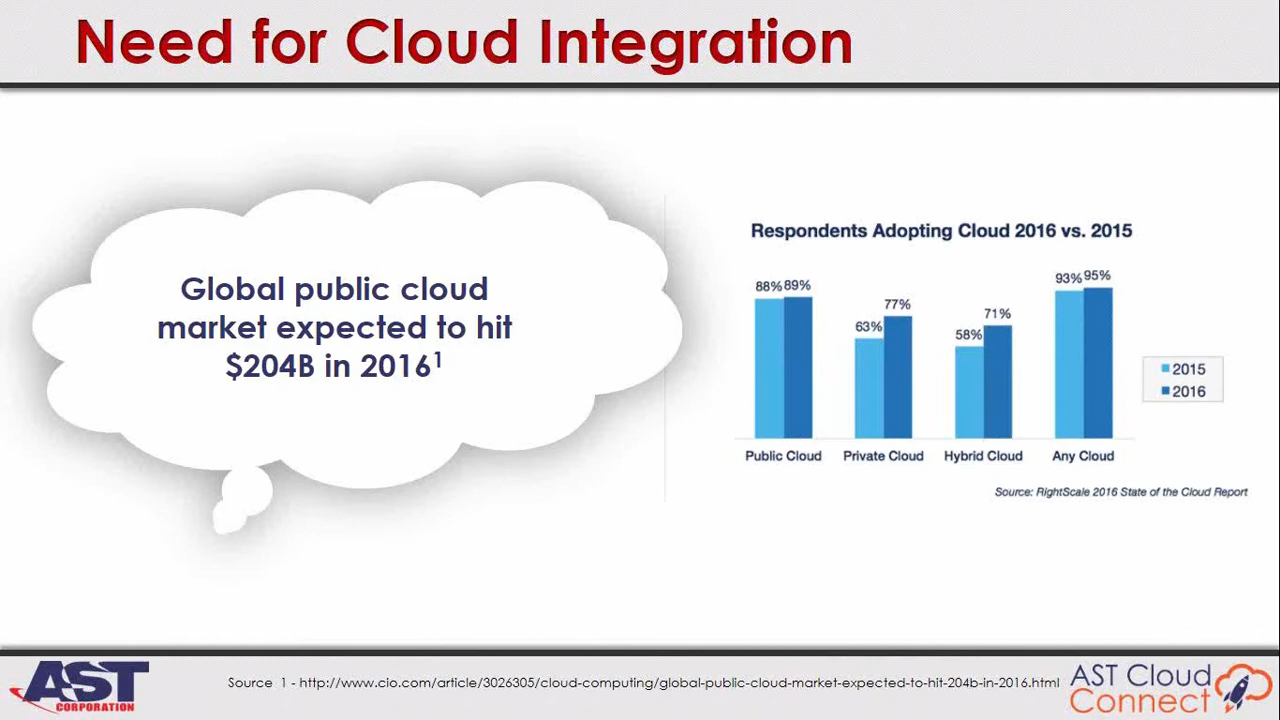 Need for Cloud Integration
Global public cloud
market expected to hit
$204B in 2016¹
Respondents Adopting Cloud 2016 vs. 2015
88% 89%
63% 77%
58% 71%
93% 95%
2015
2016
Public Cloud Private Cloud Hybrid Cloud Any Cloud
Source: RightScale 2016 State of the Cloud Report
AST
CORPORATION
Source 1 - http://www.cio.com/article/3026305/cloud-computing/global-public-cloud-market-expected-to-hit-204b-in-2016.html
AST Cloud
Connect